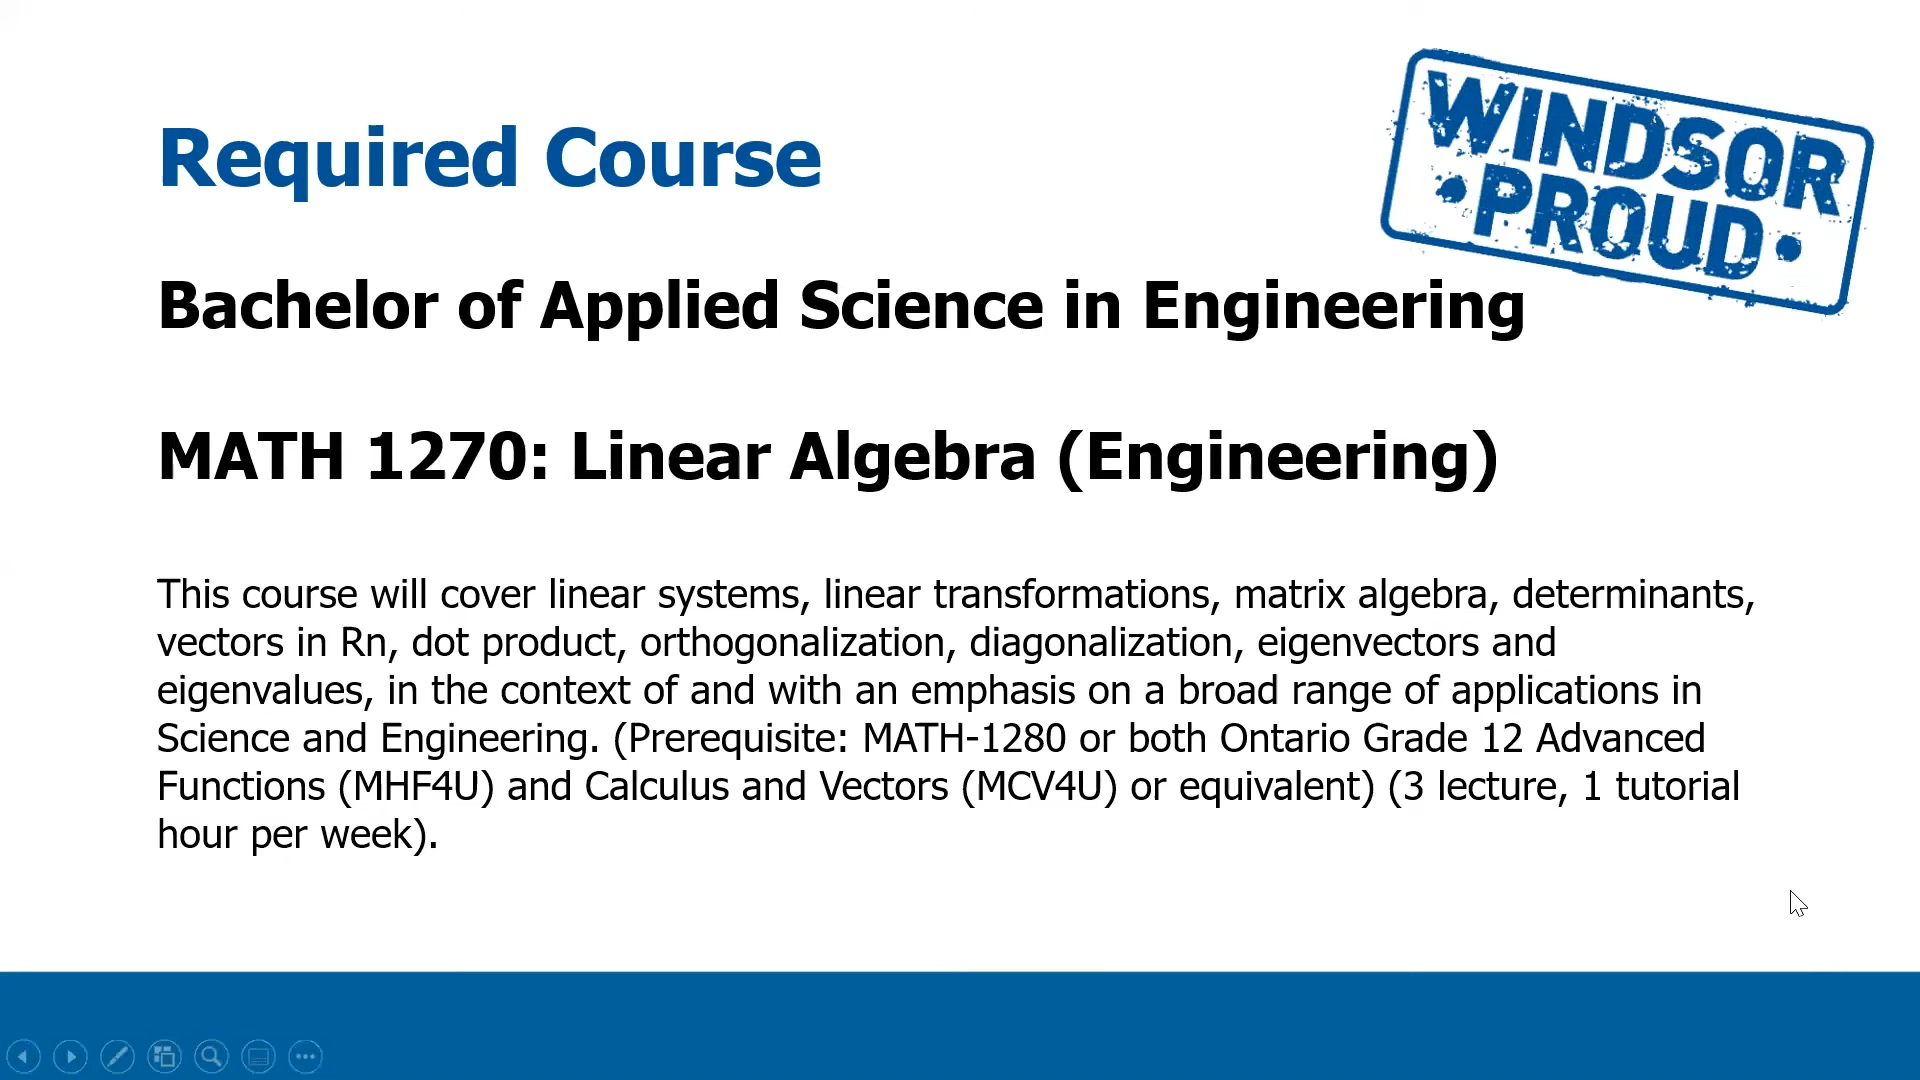 Required Course
WINDSOR
• PROUD •
Bachelor of Applied Science in Engineering
MATH 1270: Linear Algebra (Engineering)
This course will cover linear systems, linear transformations, matrix algebra, determinants,
vectors in Rn, dot product, orthogonalization, diagonalization, eigenvectors and
eigenvalues, in the context of and with an emphasis on a broad range of applications in
Science and Engineering. (Prerequisite: MATH-1280 or both Ontario Grade 12 Advanced
Functions (MHF4U) and Calculus and Vectors (MCV4U) or equivalent) (3 lecture, 1 tutorial
hour per week).